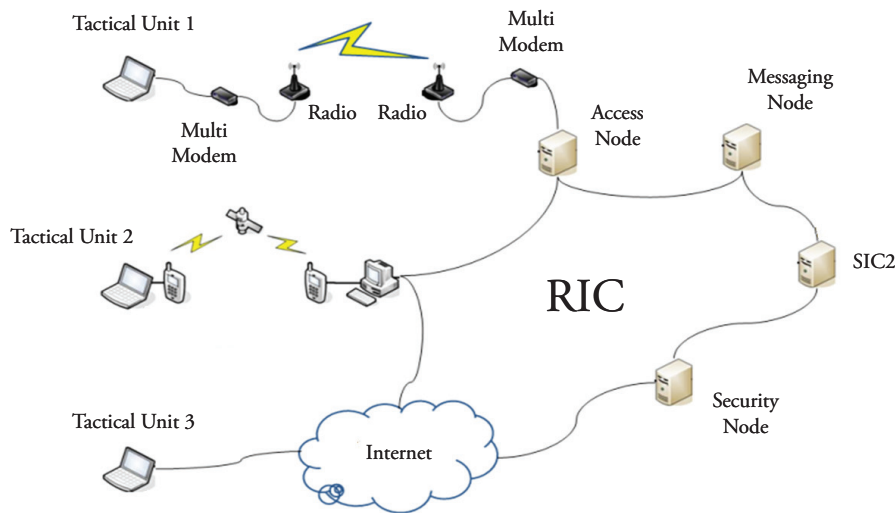 Tactical Unit 1
Multi
Modem
Radio
Radio
Multi
Modem
Access
Node
Messaging
Node
Tactical Unit 2
RIC
SIC2
Security
Node
Tactical Unit 3
Internet